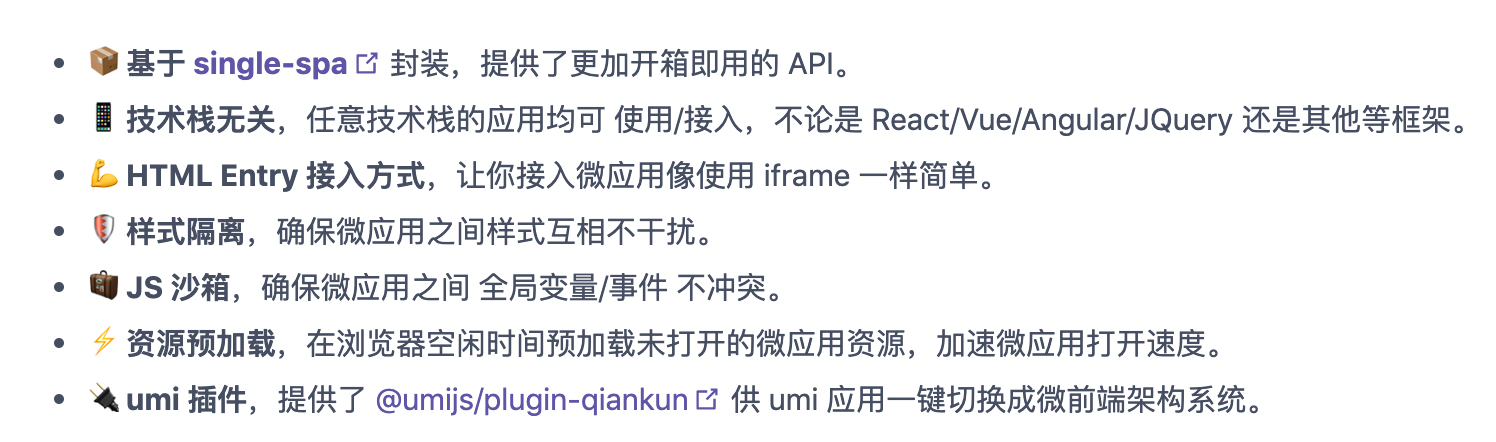 📦 基于 single-spa 封装，提供了更加开箱即用的 API。
📱 技术栈无关，任意技术栈的应用均可 使用/接入，不论是 React/Vue/Angular/JQuery 还是其他等框架。
💪 HTML Entry 接入方式，让你接入微应用像使用 iframe 一样简单。
🛡 样式隔离，确保微应用之间样式互相不干扰。
🧳 JS 沙箱，确保微应用之间 全局变量/事件 不冲突。
⚡ 资源预加载，在浏览器空闲时间预加载未打开的微应用资源，加速微应用打开速度。
🔌 umi 插件，提供了 @umijs/plugin-qiankun 供 umi 应用一键切换成微前端架构系统。